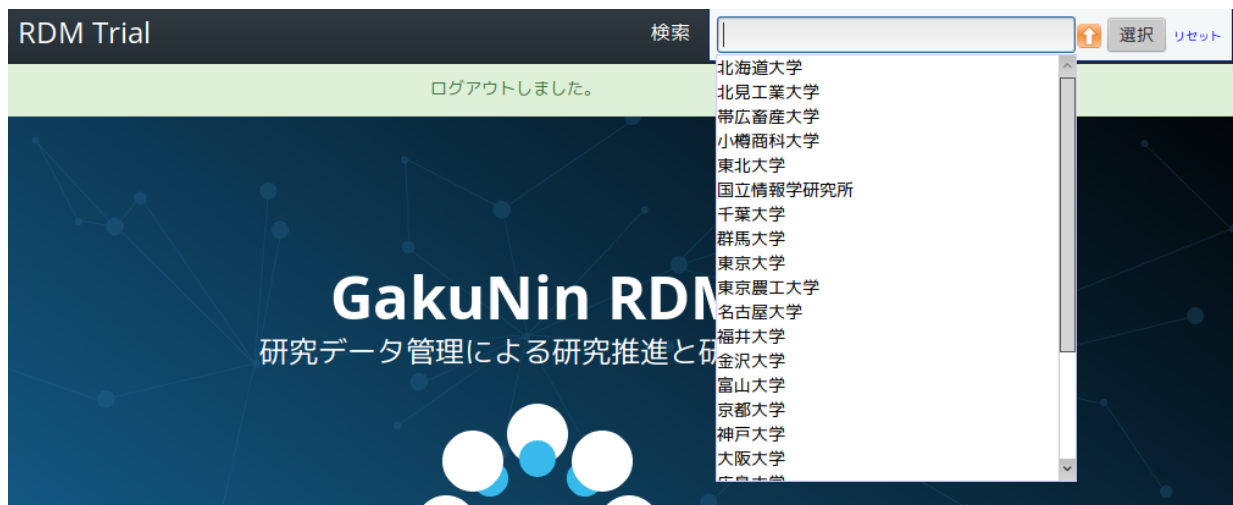 RDM Trial
検索
選択
リセット
ログアウトしました。
北海道大学
北見工業大学
帯広畜産大学
小樽商科大学
東北大学
国立情報学研究所
千葉大学
群馬大学
東京大学
東京農工大学
名古屋大学
福井大学
金沢大学
富山大学
京都大学
神戸大学
大阪大学
GakuNin RDM
研究データ管理による研究推進と研